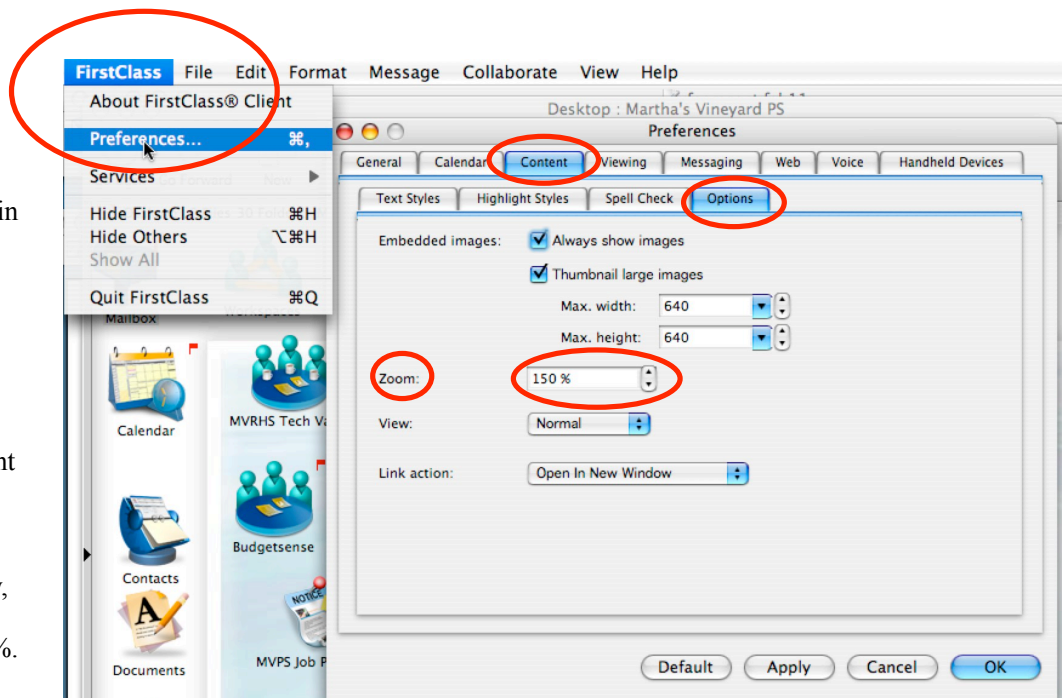 FirstClass File Edit Format Message Collaborate View Help
About FirstClass® Client
Desktop : Martha's Vineyard PS
Preferences... ⌘,
Preferences
General Calendar Content Viewing Messaging Web Voice Handheld Devices
Services
Text Styles Highlight Styles Spell Check Options
in
Hide FirstClass ⌘H
Hide Others ⌥⌘H
Show All
Quit FirstClass ⌘Q
Embedded images: Always show images
Thumbnail large images
Max. width: 640
Max. height: 640
Mailbox
Zoom: 150 %
View: Normal
Link action: Open In New Window
Calendar
MVRHS Tech Va
nt
Budgetsense
Contacts
NOTICE
,
%.
Documents
MVPS Job P
Default Apply Cancel OK